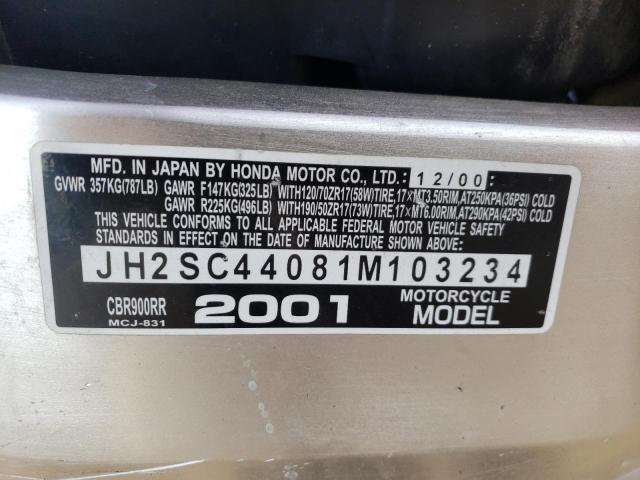 MFD. IN JAPAN BY HONDA MOTOR CO., LTD.: 12/00:
GVWR 357KG(787LB) GAWR F147KG(325LB) WITH120/70ZR17(58W)TIRE,17×MT3.50RIM,AT250KPA(36PSI) COLD
GAWR R225KG(496LB) WITH190/50ZR17(73W)TIRE,17×MT6.00RIM,AT290KPA(42PSI) COLD
THIS VEHICLE CONFORMS TO ALL APPLICABLE FEDERAL MOTOR VEHICLE SAFETY
STANDARDS IN EFFECT ON THE DATE OF MANUFACTURE SHOWN ABOVE.
JH2SC44081M103234
CBR900RR 2001 MOTORCYCLE
MCJ-831 MODEL